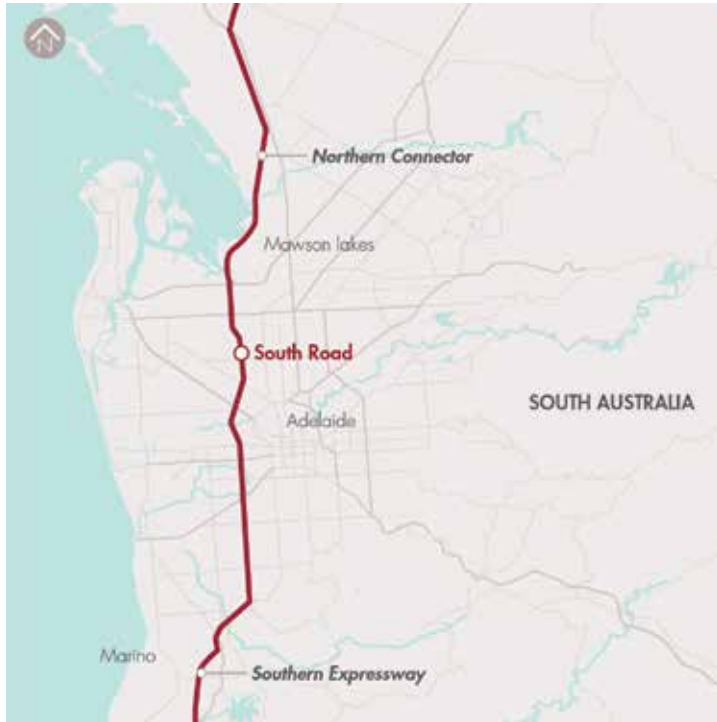 N
Northern Connector
Mawson lakes
South Road
SOUTH AUSTRALIA
Adelaide
Marino
Southern Expressway